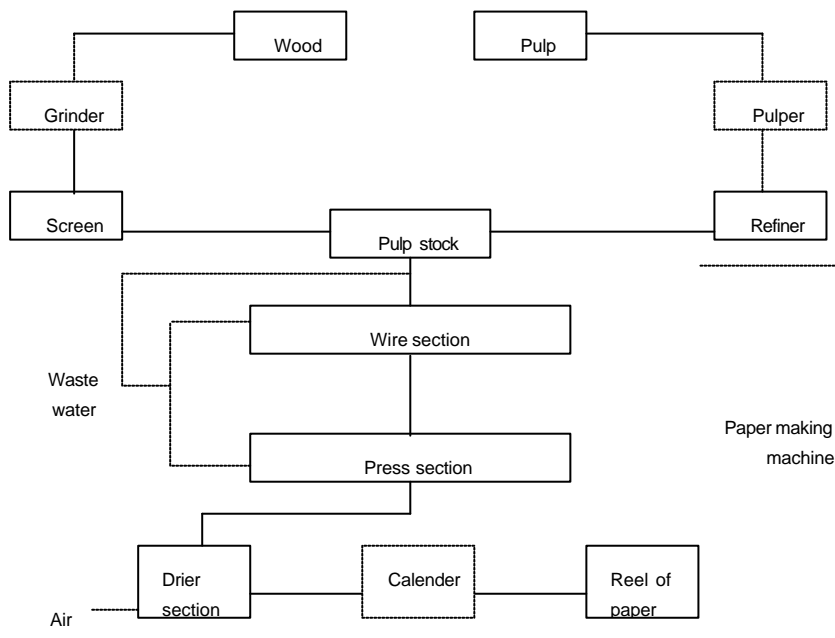 Wood
Pulp
Grinder
Pulper
Screen
Pulp stock
Refiner
Wire section
Waste
water
Paper making
machine
Press section
Drier
section
Calender
Reel of
paper
Air